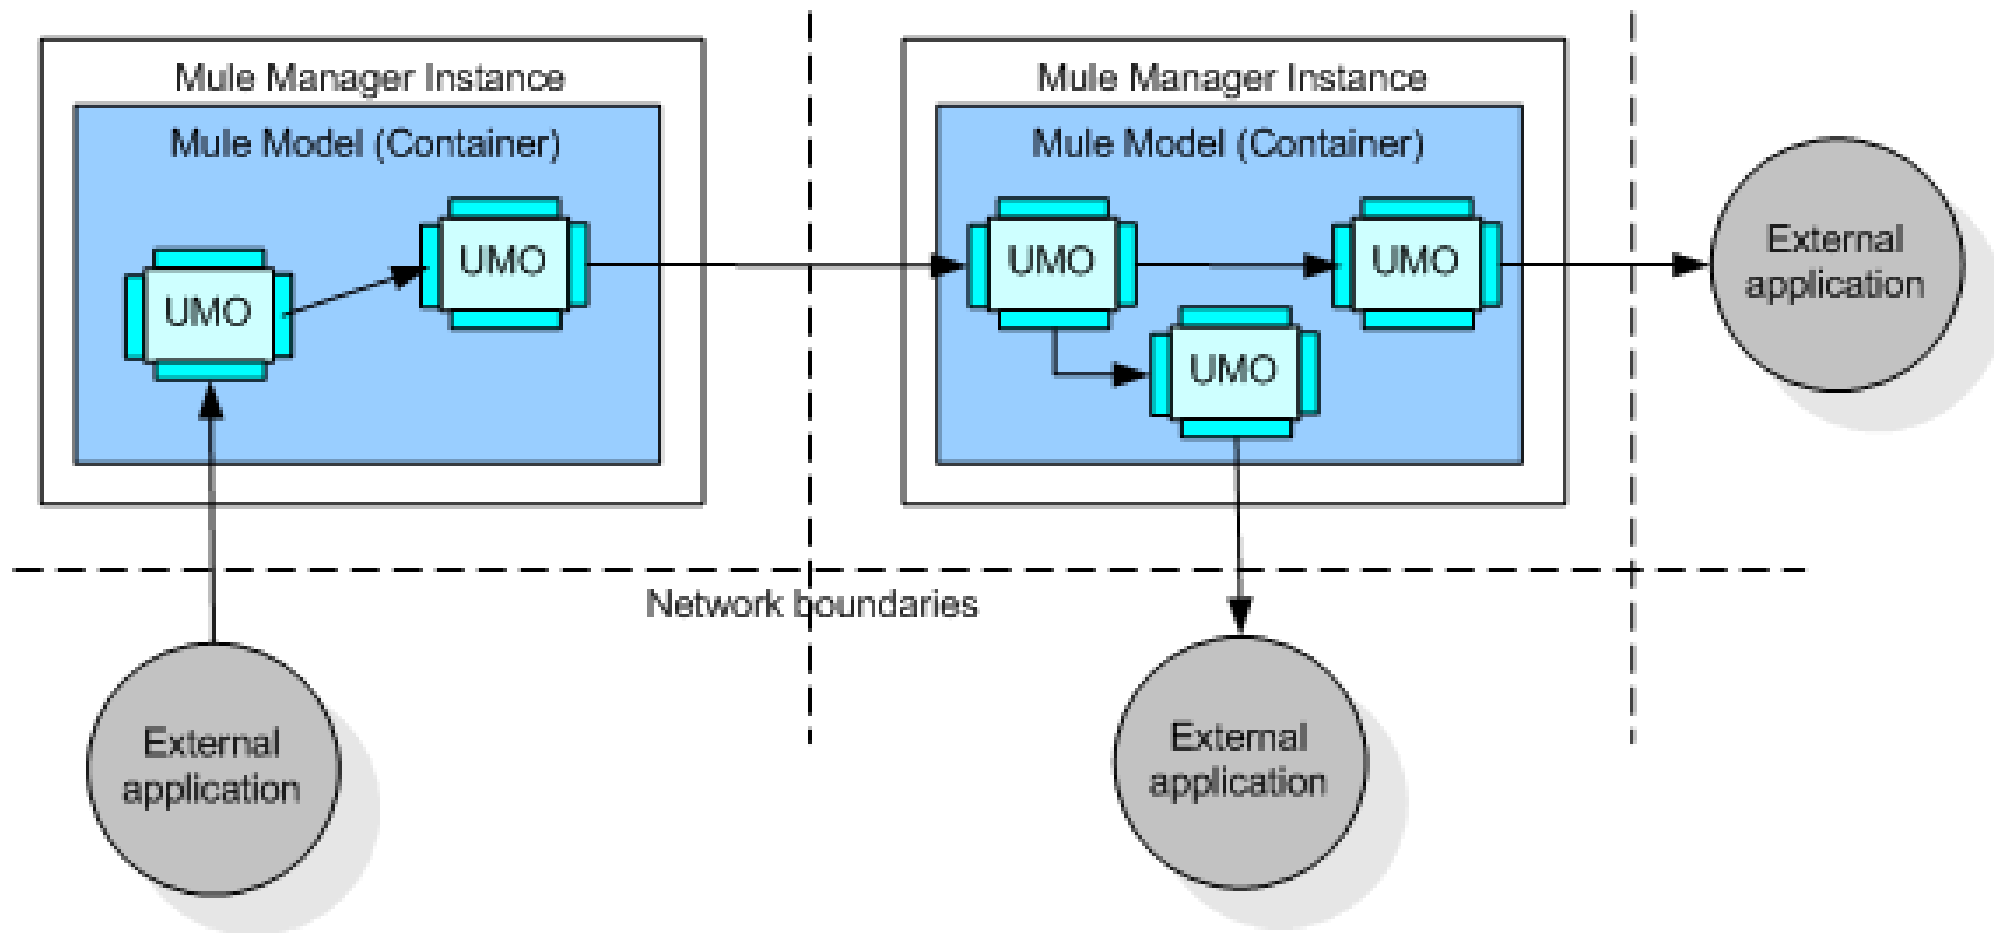 Mule Manager Instance
Mule Model (Container)
UMO
UMO
Mule Manager Instance
Mule Model (Container)
UMO
UMO
UMO
External
application
Network boundaries
External
application
External
application